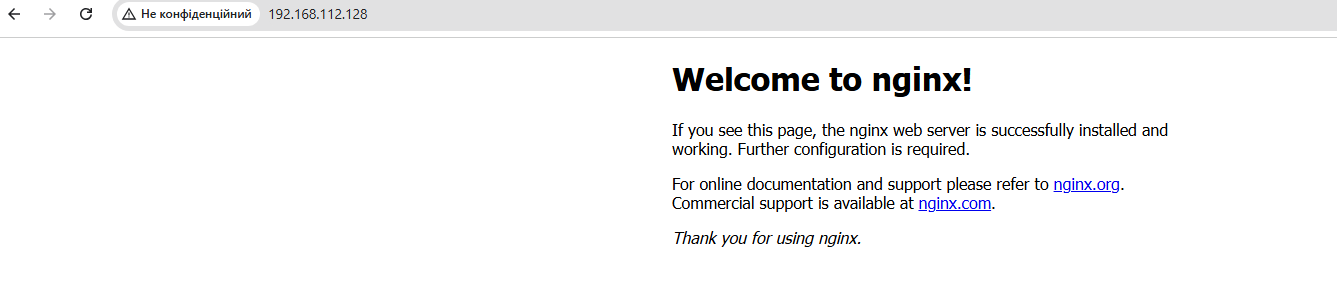 Не конфіденційний 192.168.112.128
Welcome to nginx!
If you see this page, the nginx web server is successfully installed and
working. Further configuration is required.
For online documentation and support please refer to nginx.org.
Commercial support is available at nginx.com.
Thank you for using nginx.